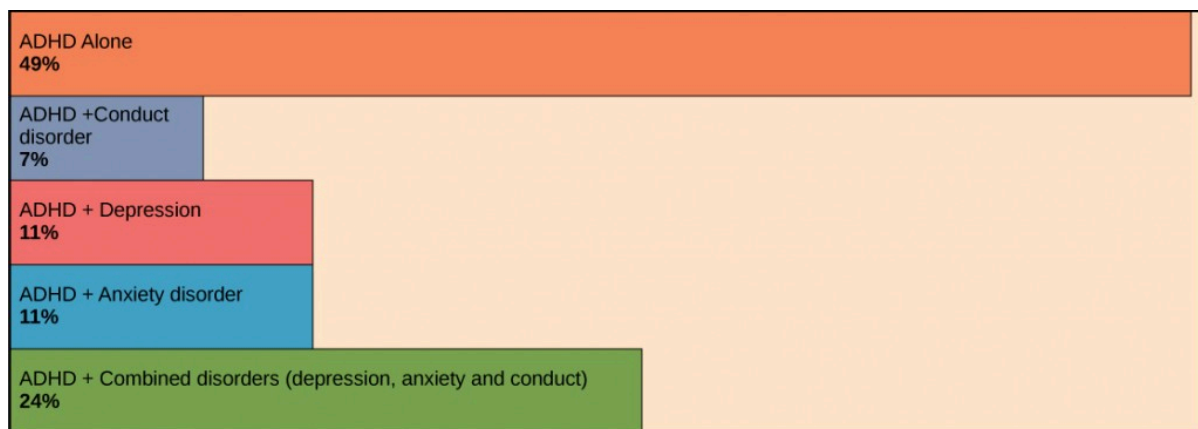 ADHD Alone
49%
ADHD +Conduct
disorder
7%
ADHD + Depression
11%
ADHD + Anxiety disorder
11%
ADHD + Combined disorders (depression, anxiety and conduct)
24%